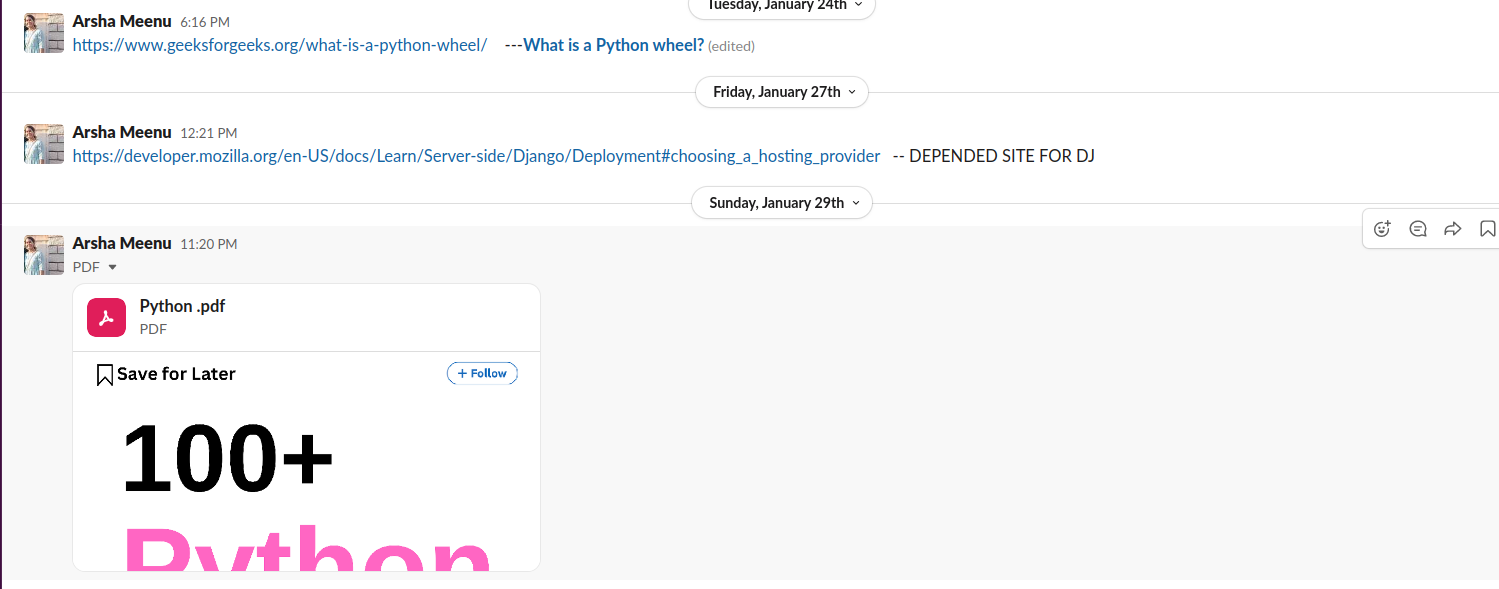 Tuesday, January 24th
Arsha Meenu 6:16 PM
https://www.geeksforgeeks.org/what-is-a-python-wheel/ ---What is a Python wheel? (edited)
Friday, January 27th
Arsha Meenu 12:21 PM
https://developer.mozilla.org/en-US/docs/Learn/Server-side/Django/Deployment#choosing_a_hosting_provider -- DEPENDED SITE FOR DJ
Sunday, January 29th
Arsha Meenu 11:20 PM
PDF
Python .pdf
PDF
Save for Later
+ Follow
100+
Python